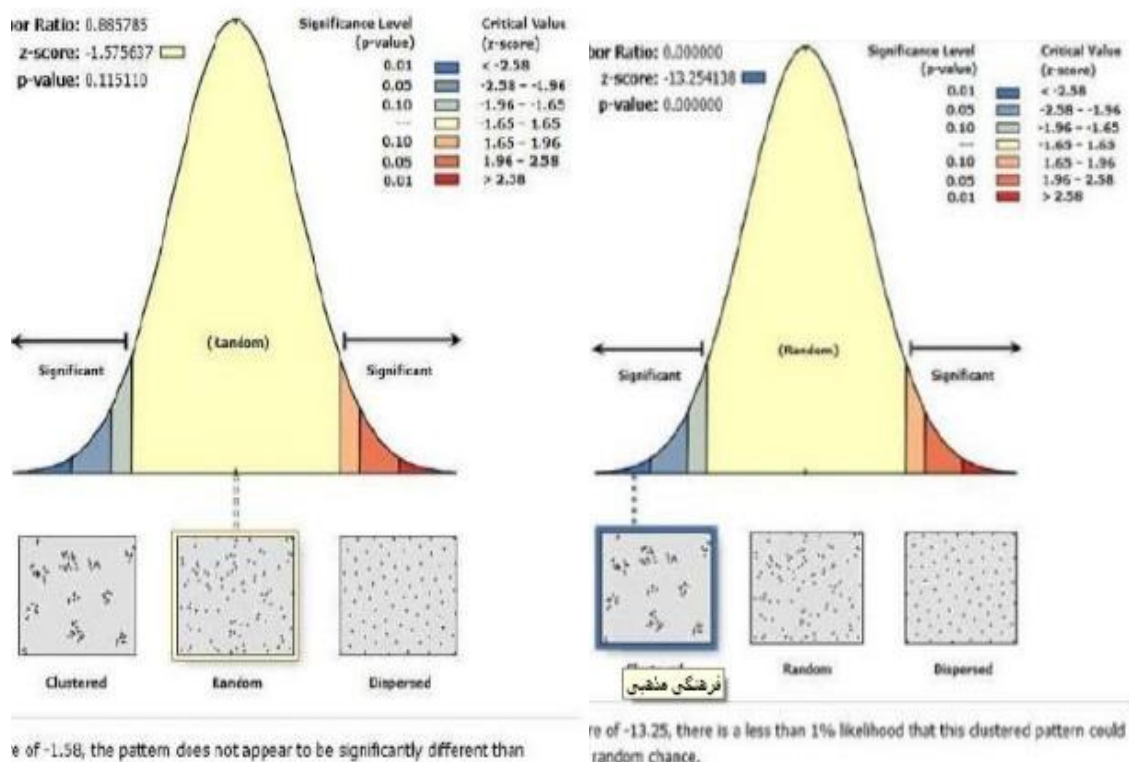 or Ratio: 0.885785
z-score: -1.575637
p-value: 0.115110
Significance Level
(p-value)
Critical Value
(z-score)
0.01 < -2.58
0.05 -2.58 – -1.96
0.10 -1.96 – -1.65
--- -1.65 – 1.65
0.10 1.65 – 1.96
0.05 1.96 – 2.58
0.01 > 2.58
(Random)
Significant
Significant
Clustered
Random
Dispersed
e of -1.58, the pattern does not appear to be significantly different than
bor Ratio: 0.000000
z-score: -13.254138
p-value: 0.000000
Significance Level
(p-value)
Critical Value
(z-score)
0.01 < -2.58
0.05 -2.58 – -1.96
0.10 -1.96 – -1.65
--- -1.65 – 1.65
0.10 1.65 – 1.96
0.05 1.96 – 2.58
0.01 > 2.58
(Random)
Significant
Significant
Clustered
Random
Dispersed
فرهنگی مذهبی
re of -13.25, there is a less than 1% likelihood that this clustered pattern could
random chance.